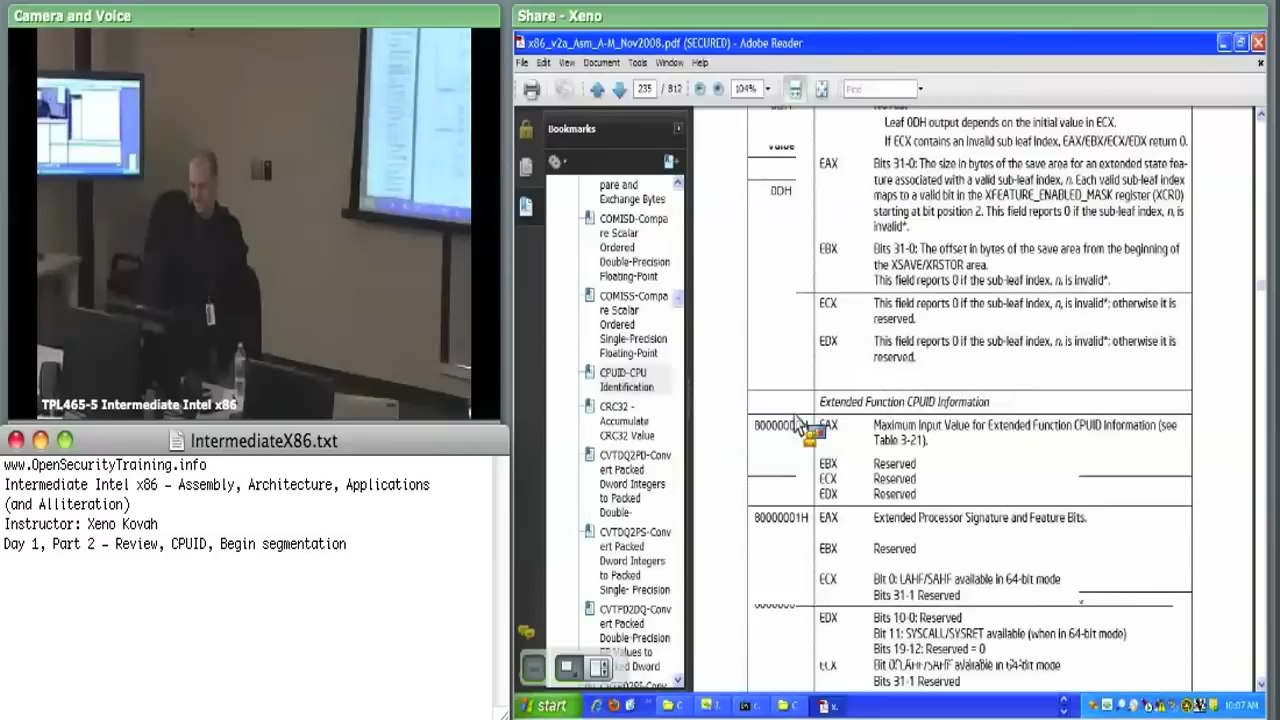 Camera and Voice
TPL465-5 Intermediate Intel x86
IntermediateX86.txt
www.OpenSecurityTraining.info
Intermediate Intel x86 – Assembly, Architecture, Applications
(and Alliteration)
Instructor: Xeno Kovah
Day 1, Part 2 – Review, CPUID, Begin segmentation
Share - Xeno
x86_v2a_Asm_A-M_Nov2008.pdf (SECURED) - Adobe Reader
File Edit View Document Tools Window Help
235 / 812 104% Find
Bookmarks
pare and
Exchange Bytes
COMISD-Compa
re Scalar
Ordered
Double-Precision
Floating-Point
COMISS-Compa
re Scalar
Ordered
Single-Precision
Floating-Point
CPUID-CPU
Identification
CRC32 -
Accumulate
CRC32 Value
CVTDQ2PD-Conv
ert Packed
Dword Integers
to Packed
Double-
CVTDQ2PS-Conv
ert Packed
Dword Integers
to Packed
Single- Precision
CVTPD2DQ-Conv
ert Packed
Double-Precision
FP Values to
Dword
Leaf 0DH output depends on the initial value in ECX.
If ECX contains an invalid sub leaf index, EAX/EBX/ECX/EDX return 0.
Value
0DH
EAX Bits 31-0: The size in bytes of the save area for an extended state fea-
ture associated with a valid sub-leaf index, n. Each valid sub-leaf index
maps to a valid bit in the XFEATURE_ENABLED_MASK register (XCR0)
starting at bit position 2. This field reports 0 if the sub-leaf index, n, is
invalid*.
EBX Bits 31-0: The offset in bytes of the save area from the beginning of
the XSAVE/XRSTOR area.
This field reports 0 if the sub-leaf index, n, is invalid*.
ECX This field reports 0 if the sub-leaf index, n, is invalid*; otherwise it is
reserved.
EDX This field reports 0 if the sub-leaf index, n, is invalid*; otherwise it is
reserved.
Extended Function CPUID Information
EAX Maximum Input Value for Extended Function CPUID Information (see
Table 3-21).
EBX Reserved
ECX Reserved
EDX Reserved
80000001H EAX Extended Processor Signature and Feature Bits.
EBX Reserved
ECX Bit 0: LAHF/SAHF available in 64-bit mode
Bits 31-1 Reserved
EDX Bits 10-0: Reserved
Bit 11: SYSCALL/SYSRET available (when in 64-bit mode)
Bits 19-12: Reserved = 0
ECX Bit 0: LAHF/SAHF available in 64-bit mode
Bits 31-1 Reserved
start
10:07 AM